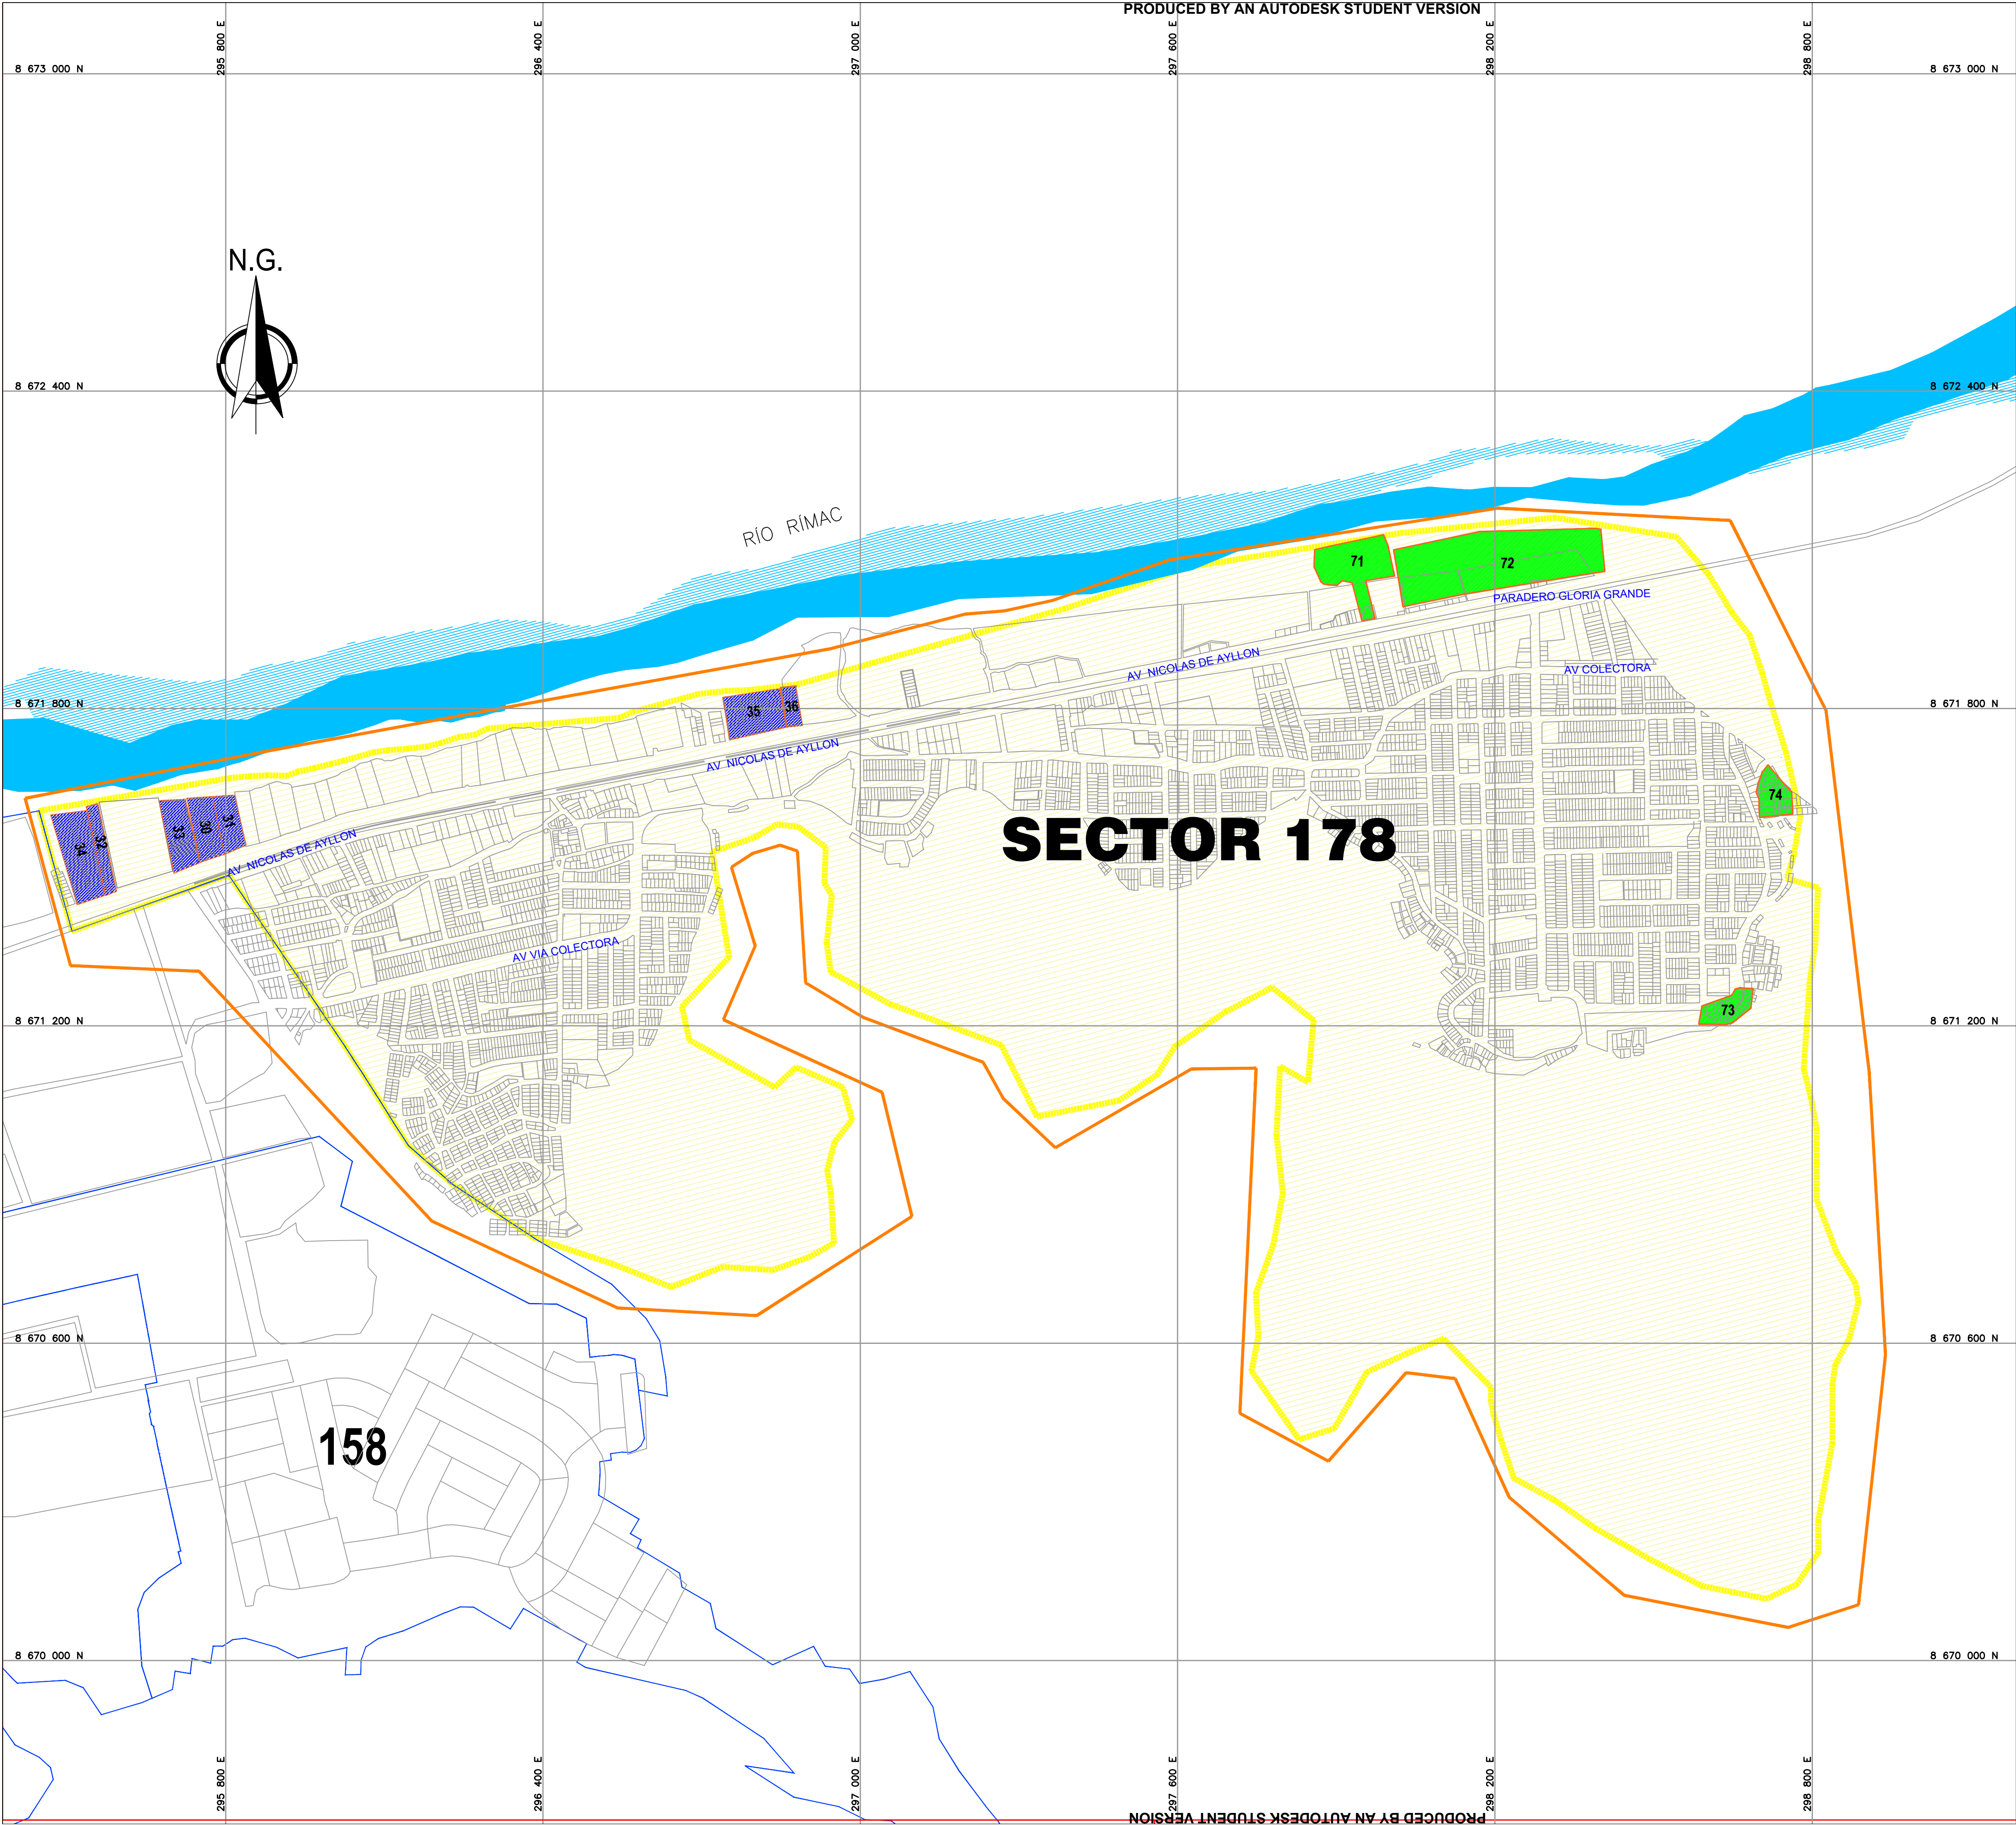 PRODUCED BY AN AUTODESK STUDENT VERSION
295 800 E
296 400 E
297 000 E
297 600 E
298 200 E
298 800 E
8 673 000 N
8 673 000 N
N.G.
8 672 400 N
8 672 400 N
RÍO RÍMAC
71
72
PARADERO GLORIA GRANDE
AV NICOLAS DE AYLLON
AV COLECTORA
8 671 800 N
35
36
8 671 800 N
AV NICOLAS DE AYLLON
74
34
32
33
30
31
AV NICOLAS DE AYLLON
SECTOR 178
AV VIA COLECTORA
73
8 671 200 N
8 671 200 N
8 670 600 N
8 670 600 N
158
8 670 000 N
8 670 000 N
295 800 E
296 400 E
297 000 E
297 600 E
298 200 E
298 800 E
PRODUCED BY AN AUTODESK STUDENT VERSION